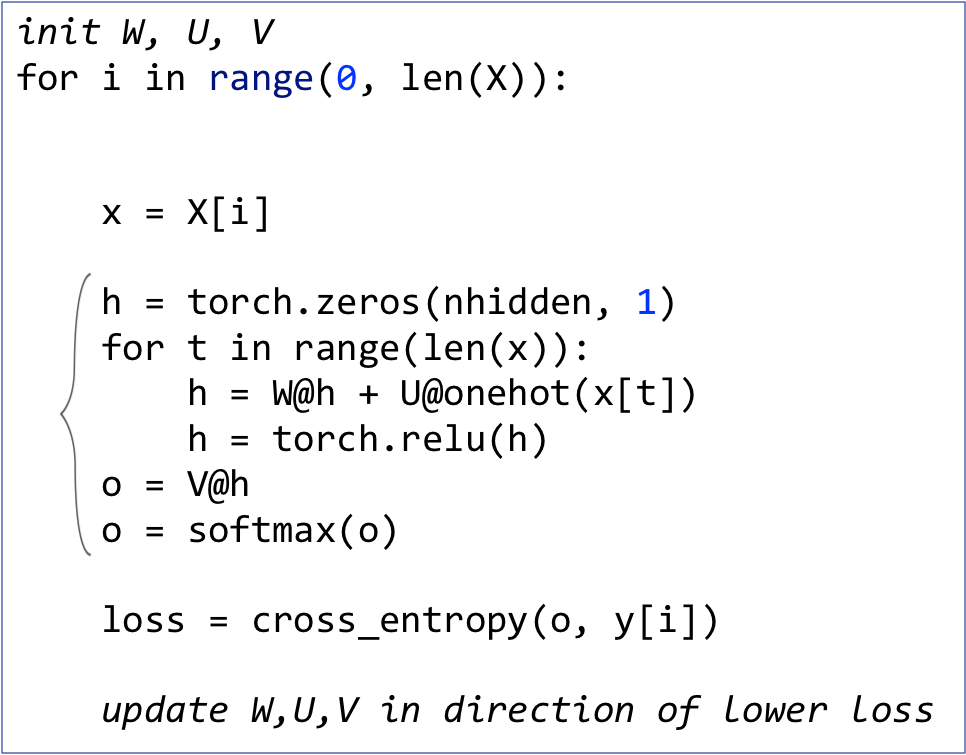 init W, U, V
for i in range(0, len(X)):
    x = X[i]
    h = torch.zeros(nhidden, 1)
    for t in range(len(x)):
        h = W@h + U@onehot(x[t])
        h = torch.relu(h)
    o = V@h
    o = softmax(o)
    loss = cross_entropy(o, y[i])
    update W,U,V in direction of lower loss